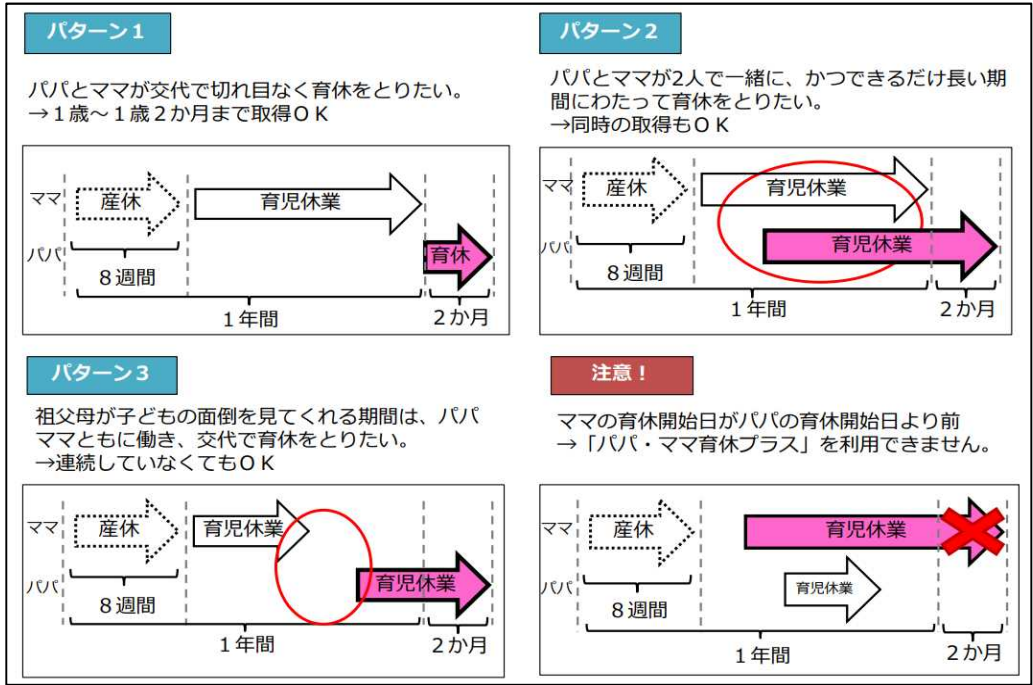 パターン１
パパとママが交代で切れ目なく育休をとりたい。
→１歳～１歳２か月まで取得ＯＫ
ママ
産休
育児休業
パパ
育休
８週間
１年間
２か月
パターン２
パパとママが2人で一緒に、かつできるだけ長い期
間にわたって育休をとりたい。
→同時の取得もＯＫ
ママ
産休
育児休業
パパ
育児休業
８週間
１年間
２か月
パターン３
祖父母が子どもの面倒を見てくれる期間は、パパ
ママともに働き、交代で育休をとりたい。
→連続していなくてもＯＫ
ママ
産休
育児休業
パパ
育児休業
８週間
１年間
２か月
注意！
ママの育休開始日がパパの育休開始日より前
→「パパ・ママ育休プラス」を利用できません。
ママ
産休
育児休業
パパ
育児休業
８週間
１年間
２か月